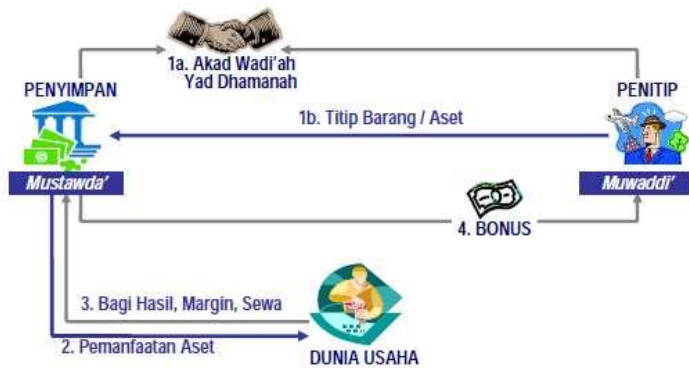 1a. Akad Wadi'ah
Yad Dhamanah
PENYIMPAN
PENITIP
1b. Titip Barang / Aset
Mustawda'
Muwaddi'
4. BONUS
3. Bagi Hasil, Margin, Sewa
2. Pemanfaatan Aset
DUNIA USAHA